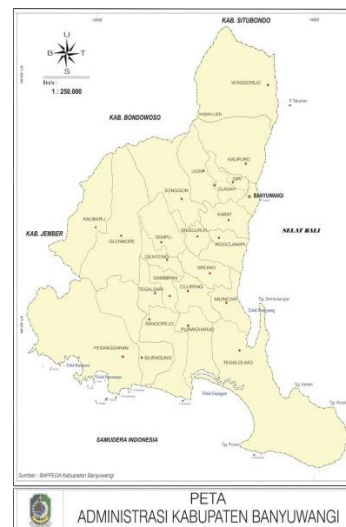 KAB. SITUBONDO
U
B T
S
Skala :
1 : 250.000
WONGSOREJO
P. Tabuhan
KAB. BONDOWOSO
KALIPURO
LICIN
GIRI
GLAGAH
BANYUWANGI
SONGGON
KABAT
KALIBARU
SELAT BALI
KAB. JEMBER
GLENMORE
SEMPU
SINGOJURUH
ROGOJAMPI
GENTENG
SRONO
GAMBIRAN
TEGALSARI
CLURING
MUNCAR
BANGOREJO
PURWOHARJO
PESANGGARAN
SILIRAGUNG
TEGALDLIMO
SAMUDERA INDONESIA
Sumber : BAPPEDA Kabupaten Banyuwangi
PETA
ADMINISTRASI KABUPATEN BANYUWANGI